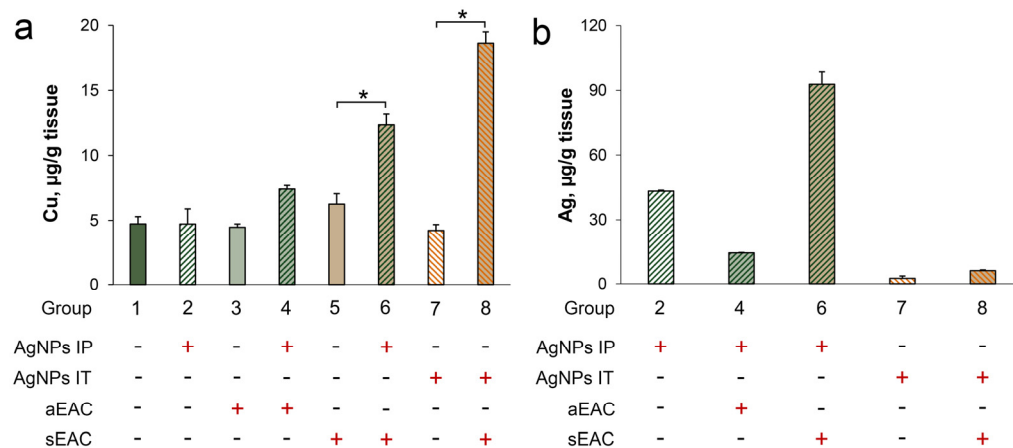 a
Cu, µg/g tissue
20
15
10
5
0
*
*
Group 1 2 3 4 5 6 7 8
AgNPs IP - + - + - + - -
AgNPs IT - - - - - - + +
aEAC - - + + - - - -
sEAC - - - - + + - +
b
Ag, µg/g tissue
120
90
60
30
0
Group 2 4 6 7 8
AgNPs IP + + + - -
AgNPs IT - - - + +
aEAC - + - - -
sEAC - - + - +